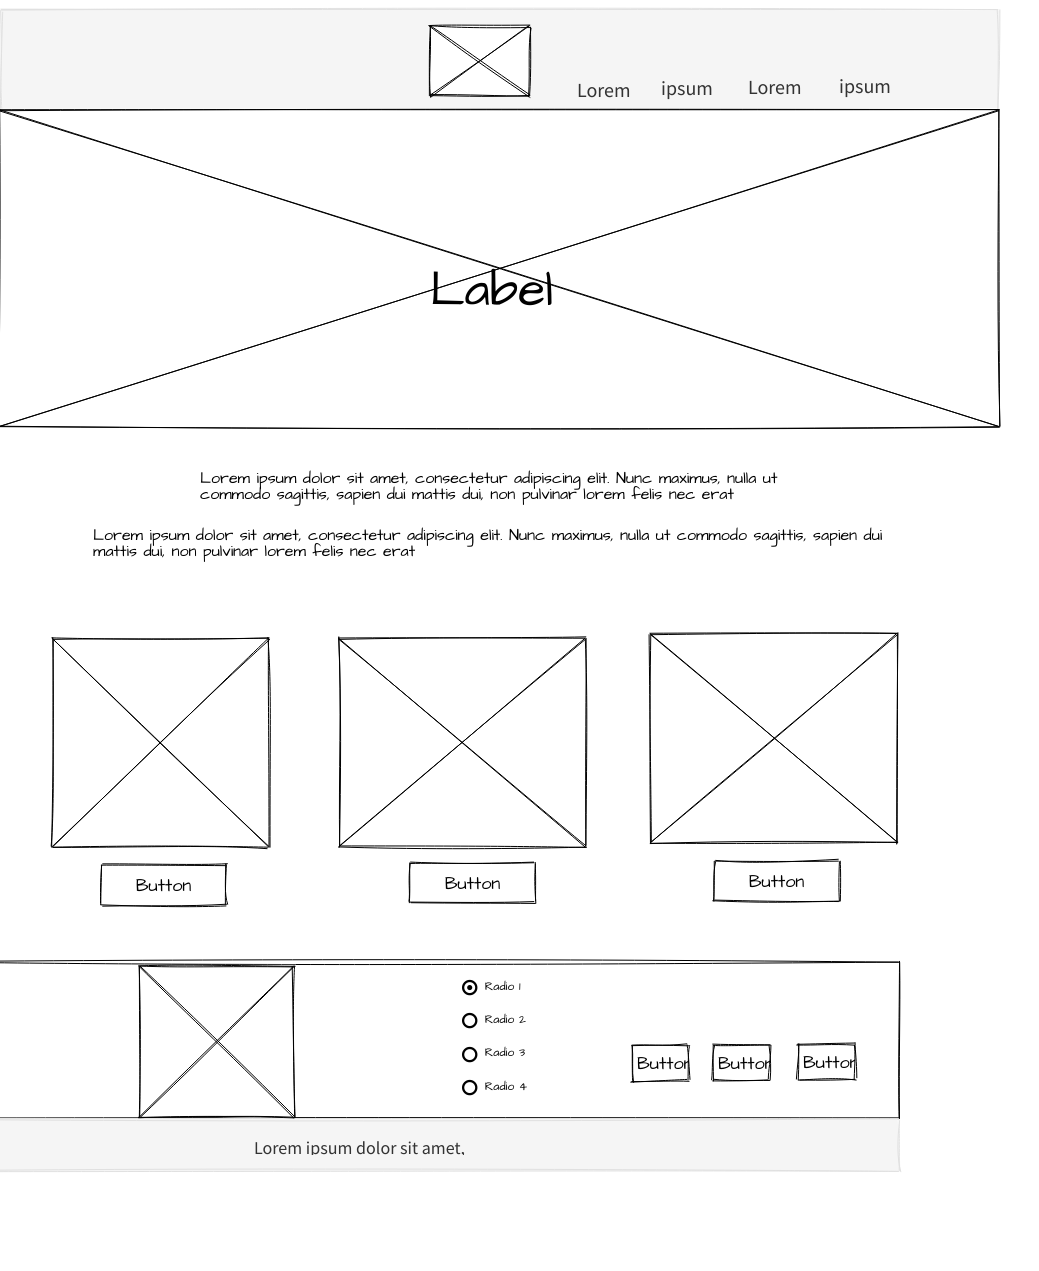 Lorem ipsum Lorem ipsum
Label
Lorem ipsum dolor sit amet, consectetur adipiscing elit. Nunc maximus, nulla ut
commodo sagittis, sapien dui mattis dui, non pulvinar lorem felis nec erat
Lorem ipsum dolor sit amet, consectetur adipiscing elit. Nunc maximus, nulla ut commodo sagittis, sapien dui
mattis dui, non pulvinar lorem felis nec erat
Button Button Button
Radio 1
Radio 2
Radio 3
Radio 4
Button Button Button
Lorem ipsum dolor sit amet,